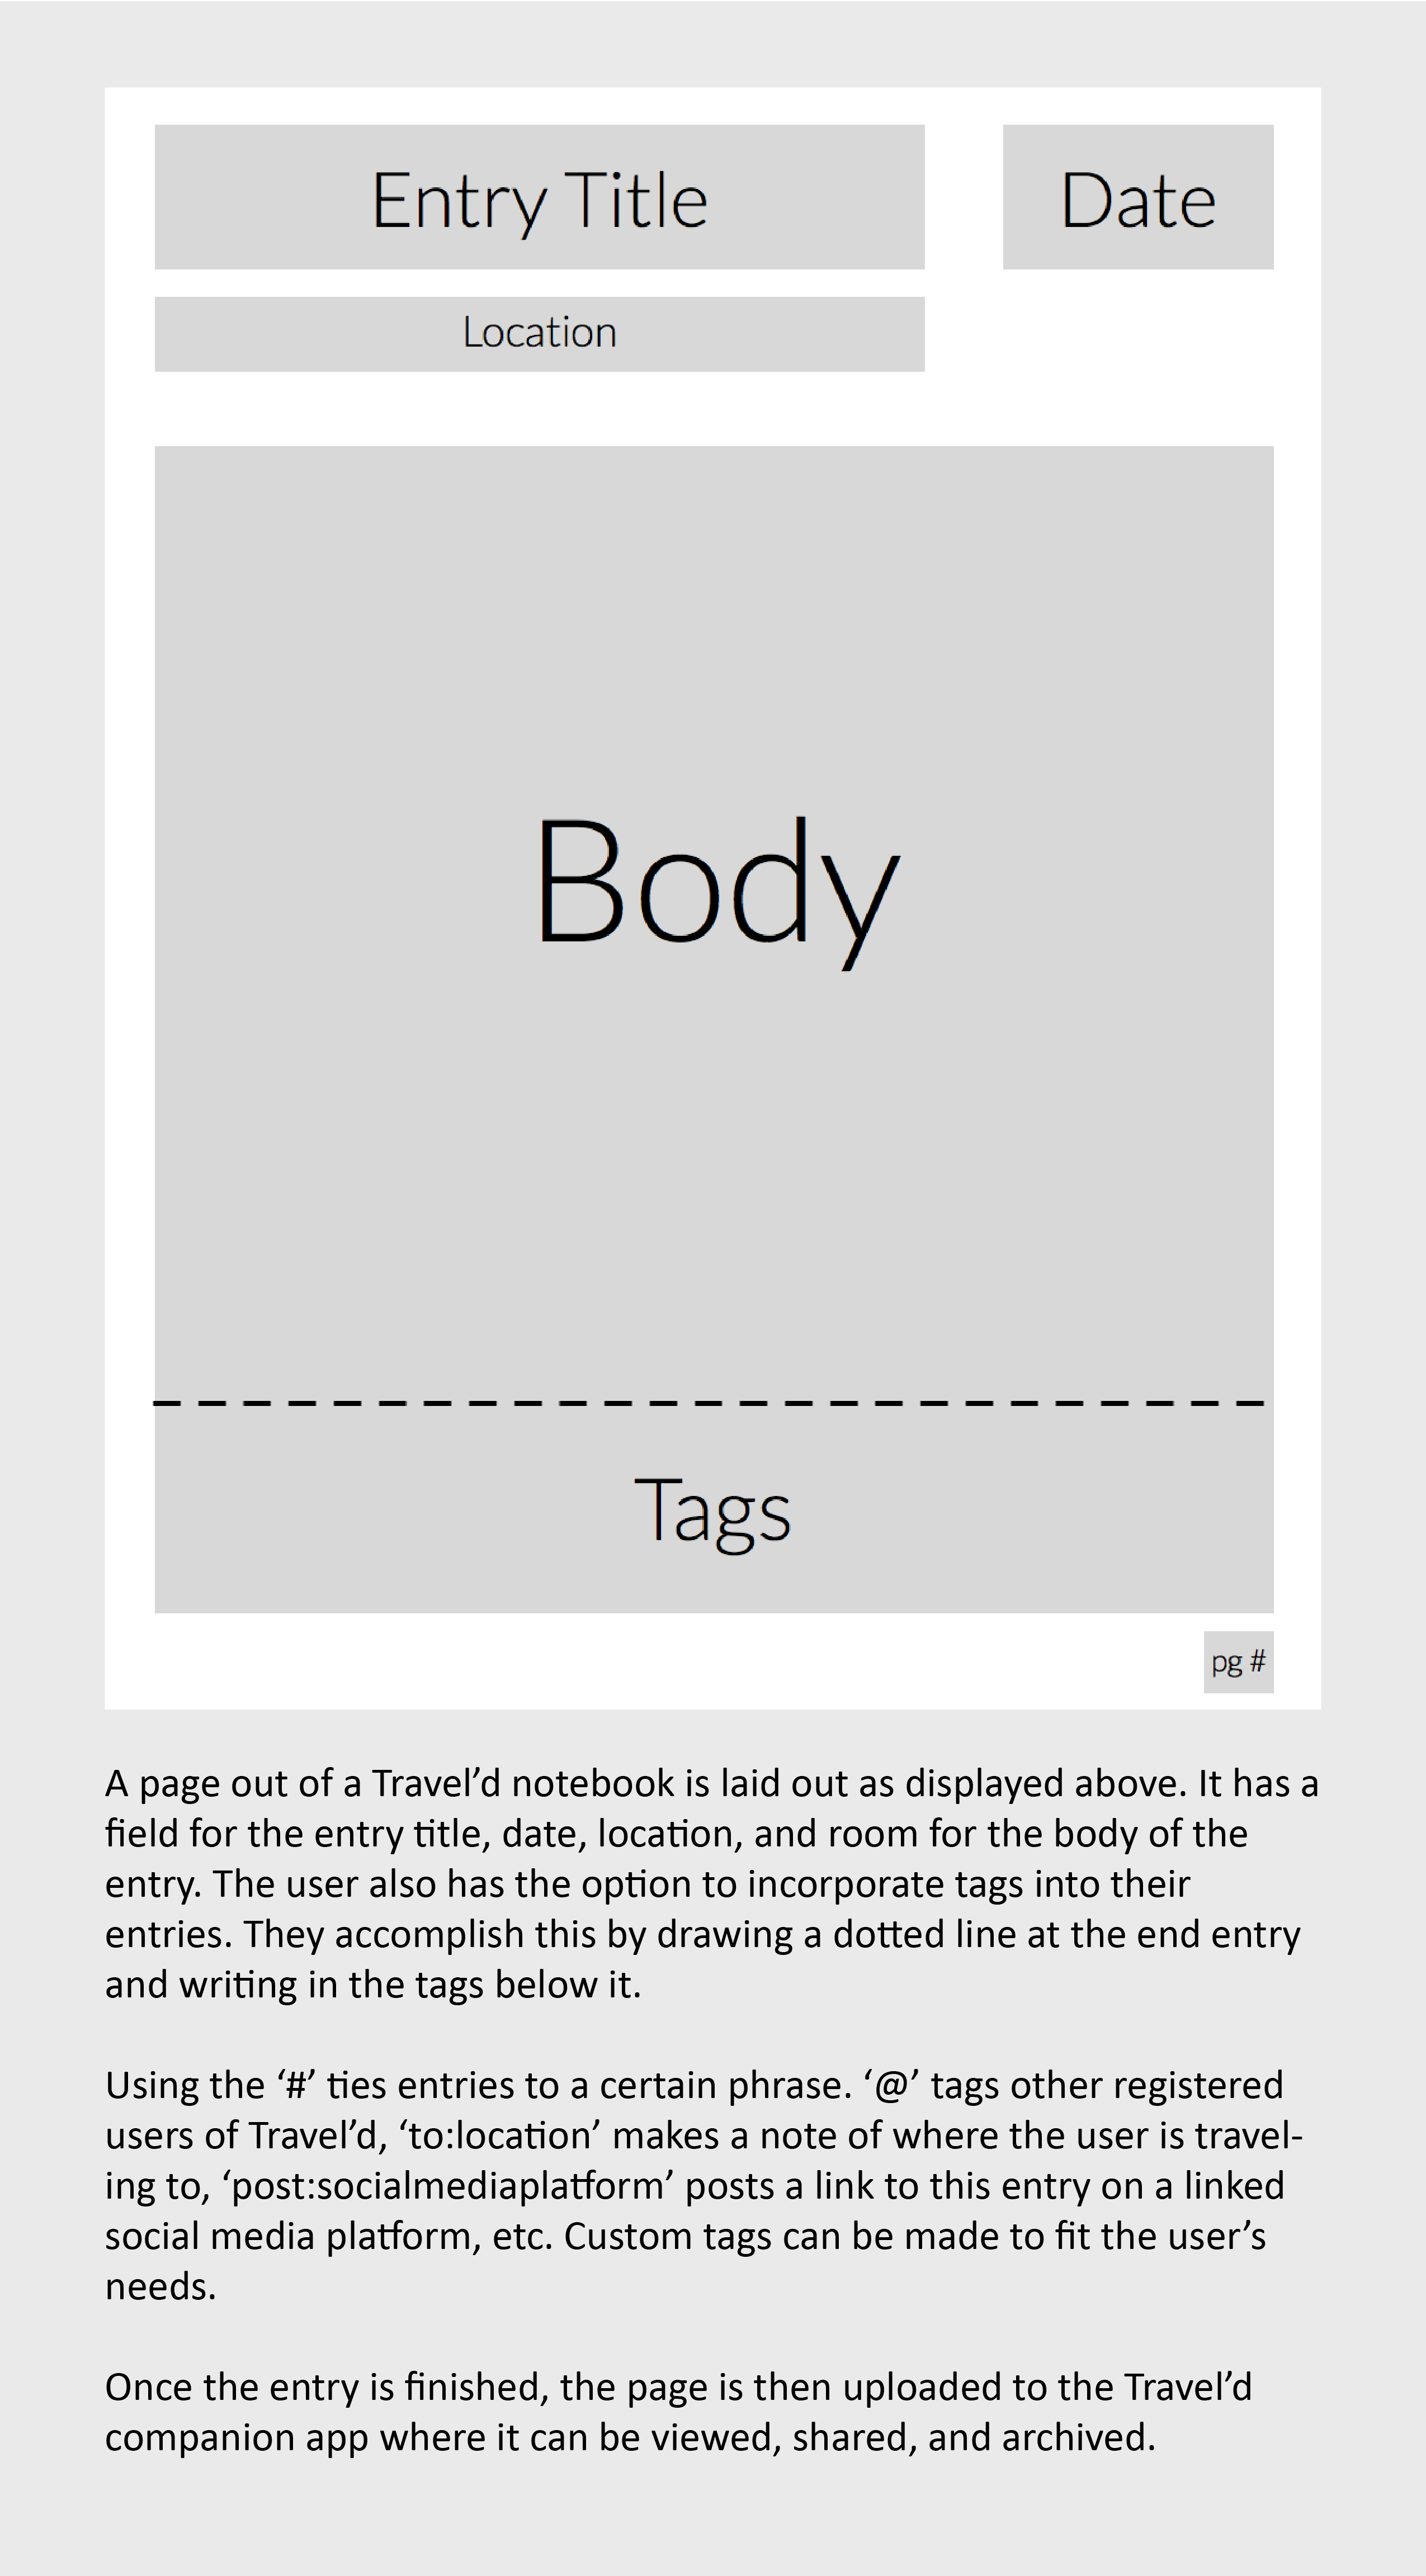 Entry Title
Date
Location
Body
Tags
pg #
A page out of a Travel’d notebook is laid out as displayed above. It has a
field for the entry title, date, location, and room for the body of the
entry. The user also has the option to incorporate tags into their
entries. They accomplish this by drawing a dotted line at the end entry
and writing in the tags below it.
Using the ‘#’ ties entries to a certain phrase. ‘@’ tags other registered
users of Travel’d, ‘to:location’ makes a note of where the user is travel-
ing to, ‘post:socialmediaplatform’ posts a link to this entry on a linked
social media platform, etc. Custom tags can be made to fit the user’s
needs.
Once the entry is finished, the page is then uploaded to the Travel’d
companion app where it can be viewed, shared, and archived.